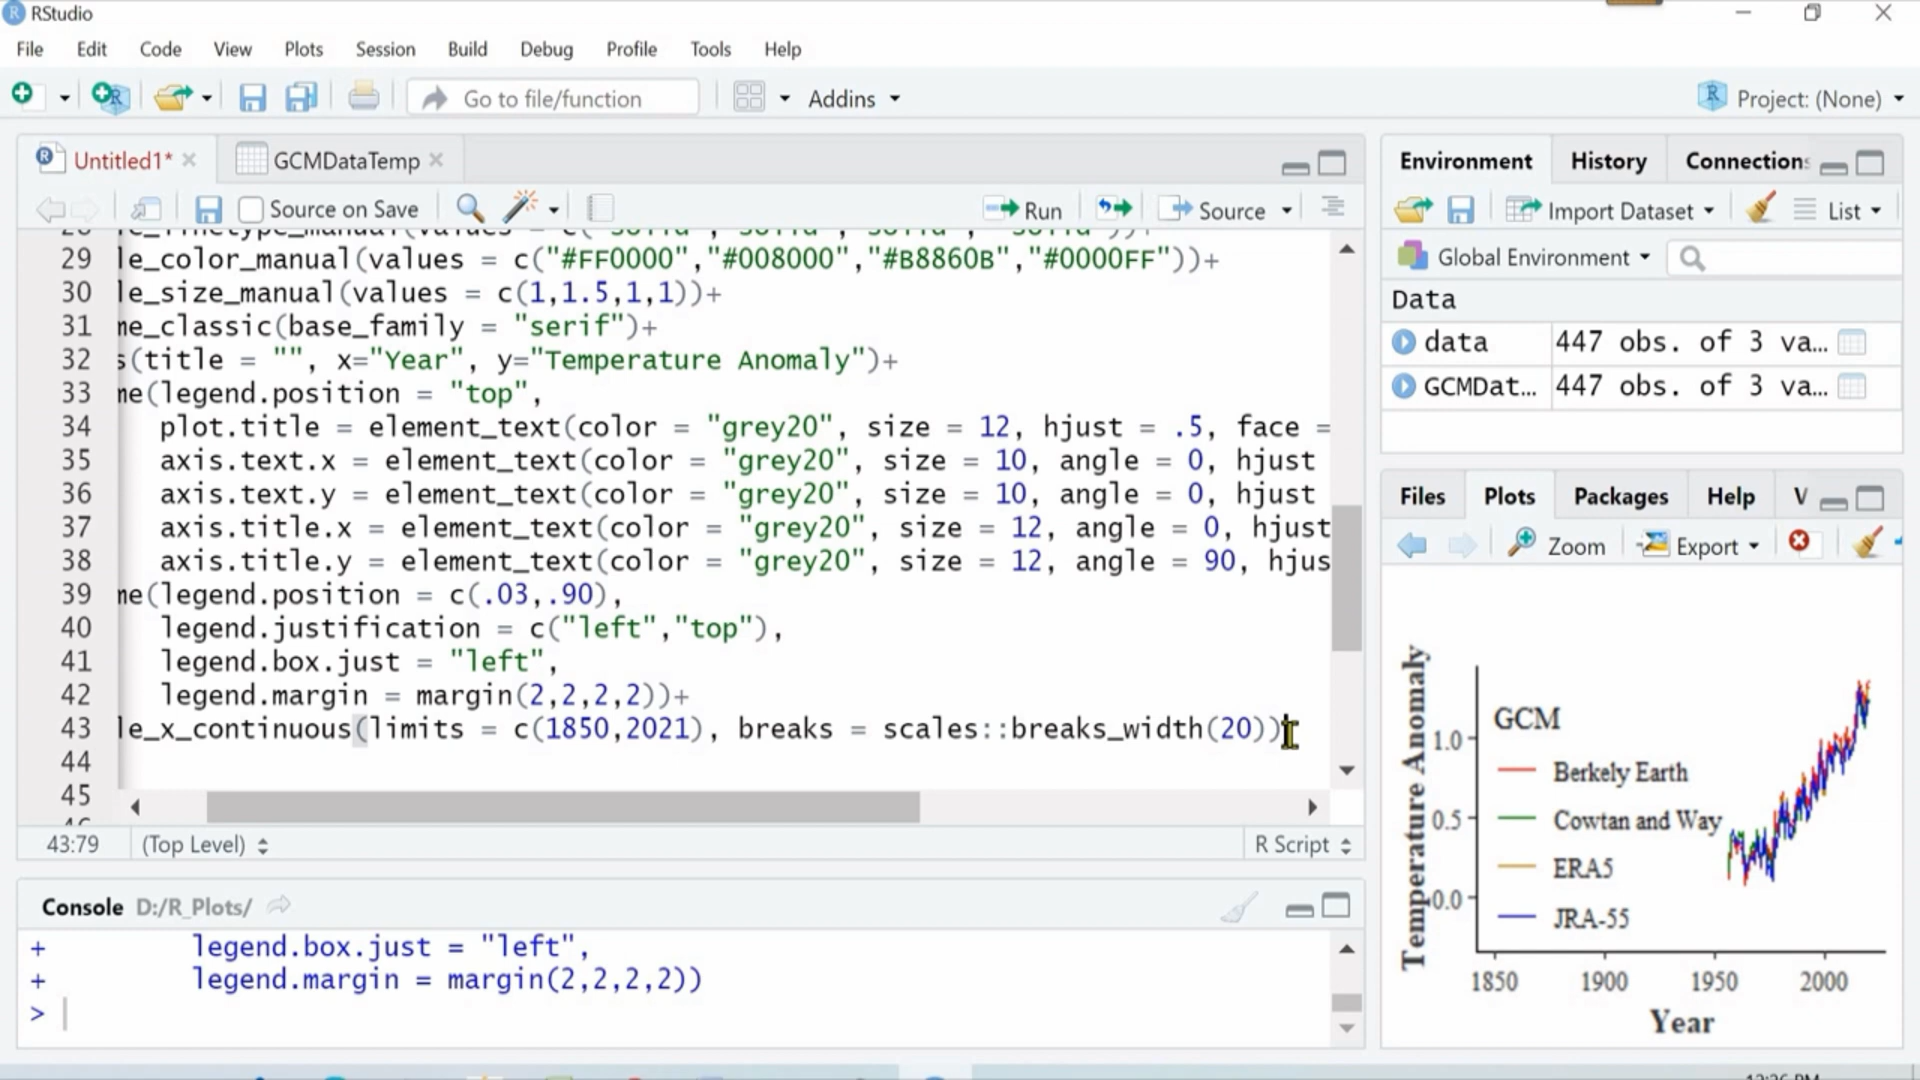 RStudio
File Edit Code View Plots Session Build Debug Profile Tools Help
Go to file/function Addins Project: (None)
Untitled1* GCMDataTemp
Source on Save Run Source
29 le_color_manual(values = c("#FF0000","#008000","#B8860B","#0000FF"))+
30 le_size_manual(values = c(1,1.5,1,1))+
31 me_classic(base_family = "serif")+
32 s(title = "", x="Year", y="Temperature Anomaly")+
33 me(legend.position = "top",
34 plot.title = element_text(color = "grey20", size = 12, hjust = .5, face =
35 axis.text.x = element_text(color = "grey20", size = 10, angle = 0, hjust
36 axis.text.y = element_text(color = "grey20", size = 10, angle = 0, hjust
37 axis.title.x = element_text(color = "grey20", size = 12, angle = 0, hjust
38 axis.title.y = element_text(color = "grey20", size = 12, angle = 90, hjus
39 me(legend.position = c(.03,.90),
40 legend.justification = c("left","top"),
41 legend.box.just = "left",
42 legend.margin = margin(2,2,2,2))+
43 le_x_continuous(limits = c(1850,2021), breaks = scales::breaks_width(20))
44
45
43:79 (Top Level) R Script
Console D:/R_Plots/
+ legend.box.just = "left",
+ legend.margin = margin(2,2,2,2))
>
Environment History Connections
Import Dataset List
Global Environment
Data
data 447 obs. of 3 va...
GCMDat... 447 obs. of 3 va...
Files Plots Packages Help V
Zoom Export
Temperature Anomaly
GCM
Berkely Earth
Cowtan and Way
ERA5
JRA-55
1.0
0.5
0.0
1850 1900 1950 2000
Year